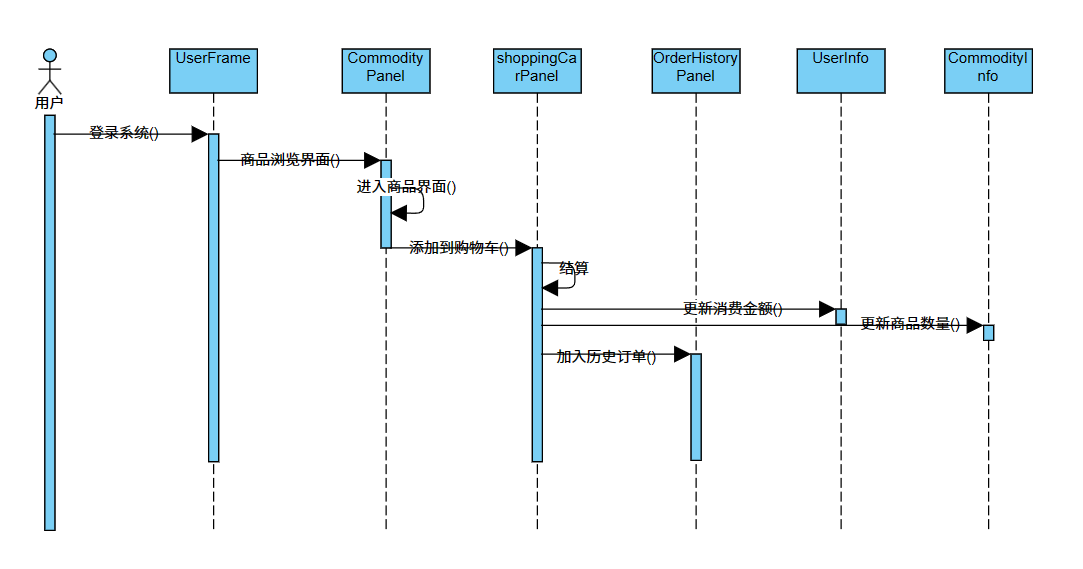 UserFrame
Commodity
Panel
shoppingCa
rPanel
OrderHistory
Panel
UserInfo
CommodityI
nfo
用户
登录系统()
商品浏览界面()
进入商品界面()
添加到购物车()
结算
更新消费金额()
更新商品数量()
加入历史订单()